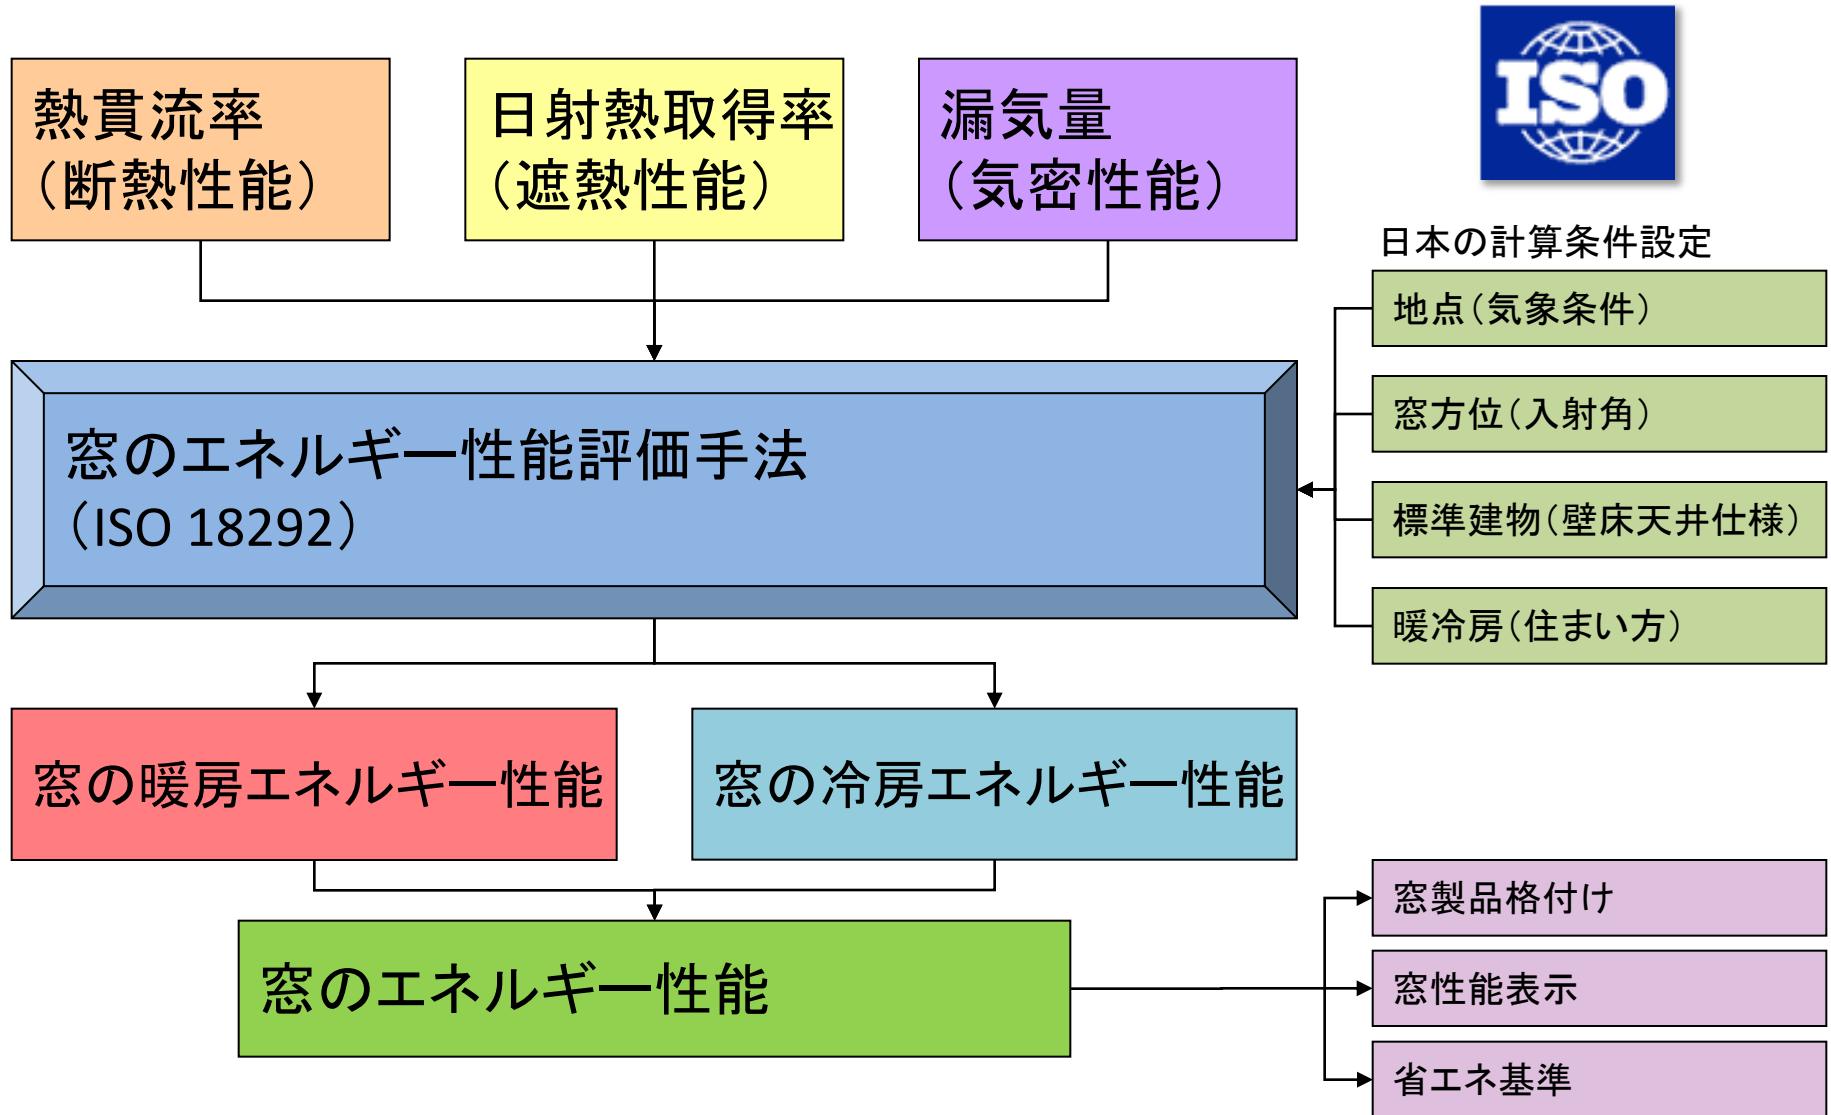 熱貫流率
（断熱性能）
日射熱取得率
（遮熱性能）
漏気量
（気密性能）
ISO
日本の計算条件設定
地点（気象条件）
窓方位（入射角）
標準建物（壁床天井仕様）
暖冷房（住まい方）
窓のエネルギー性能評価手法
（ISO 18292）
窓の暖房エネルギー性能
窓の冷房エネルギー性能
窓のエネルギー性能
窓製品格付け
窓性能表示
省エネ基準